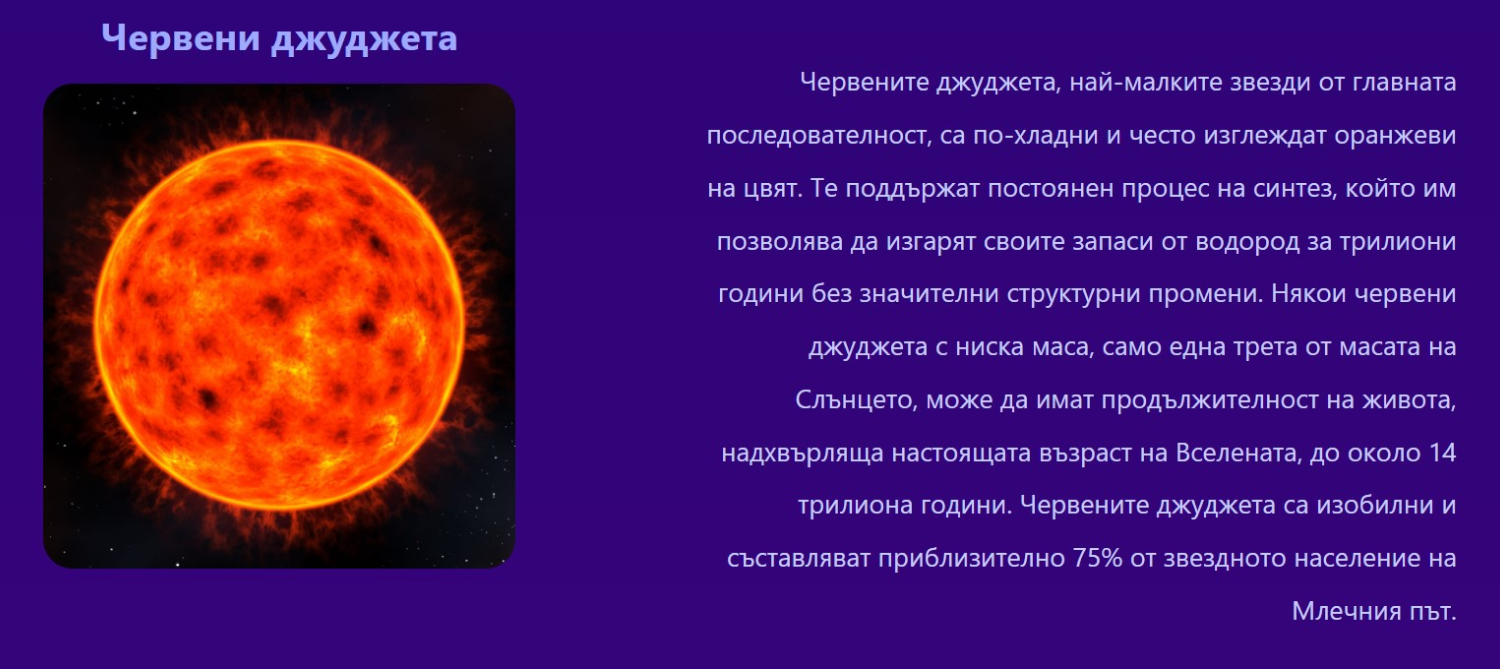 Червени джуджета
Червените джуджета, най-малките звезди от главната
последователност, са по-хладни и често изглеждат оранжеви
на цвят. Те поддържат постоянен процес на синтез, който им
позволява да изгарят своите запаси от водород за трилиони
години без значителни структурни промени. Някои червени
джуджета с ниска маса, само една трета от масата на
Слънцето, може да имат продължителност на живота,
надхвърляща настоящата възраст на Вселената, до около 14
трилиона години. Червените джуджета са изобилни и
съставляват приблизително 75% от звездното население на
Млечния път.